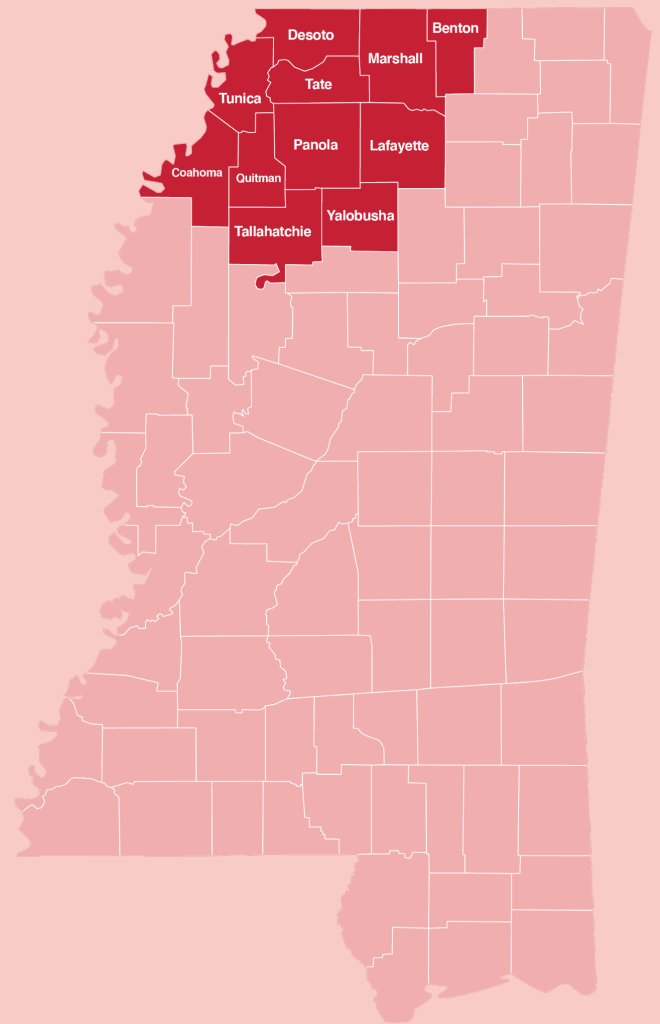 Desoto
Benton
Marshall
Tate
Tunica
Panola
Lafayette
Coahoma
Quitman
Yalobusha
Tallahatchie